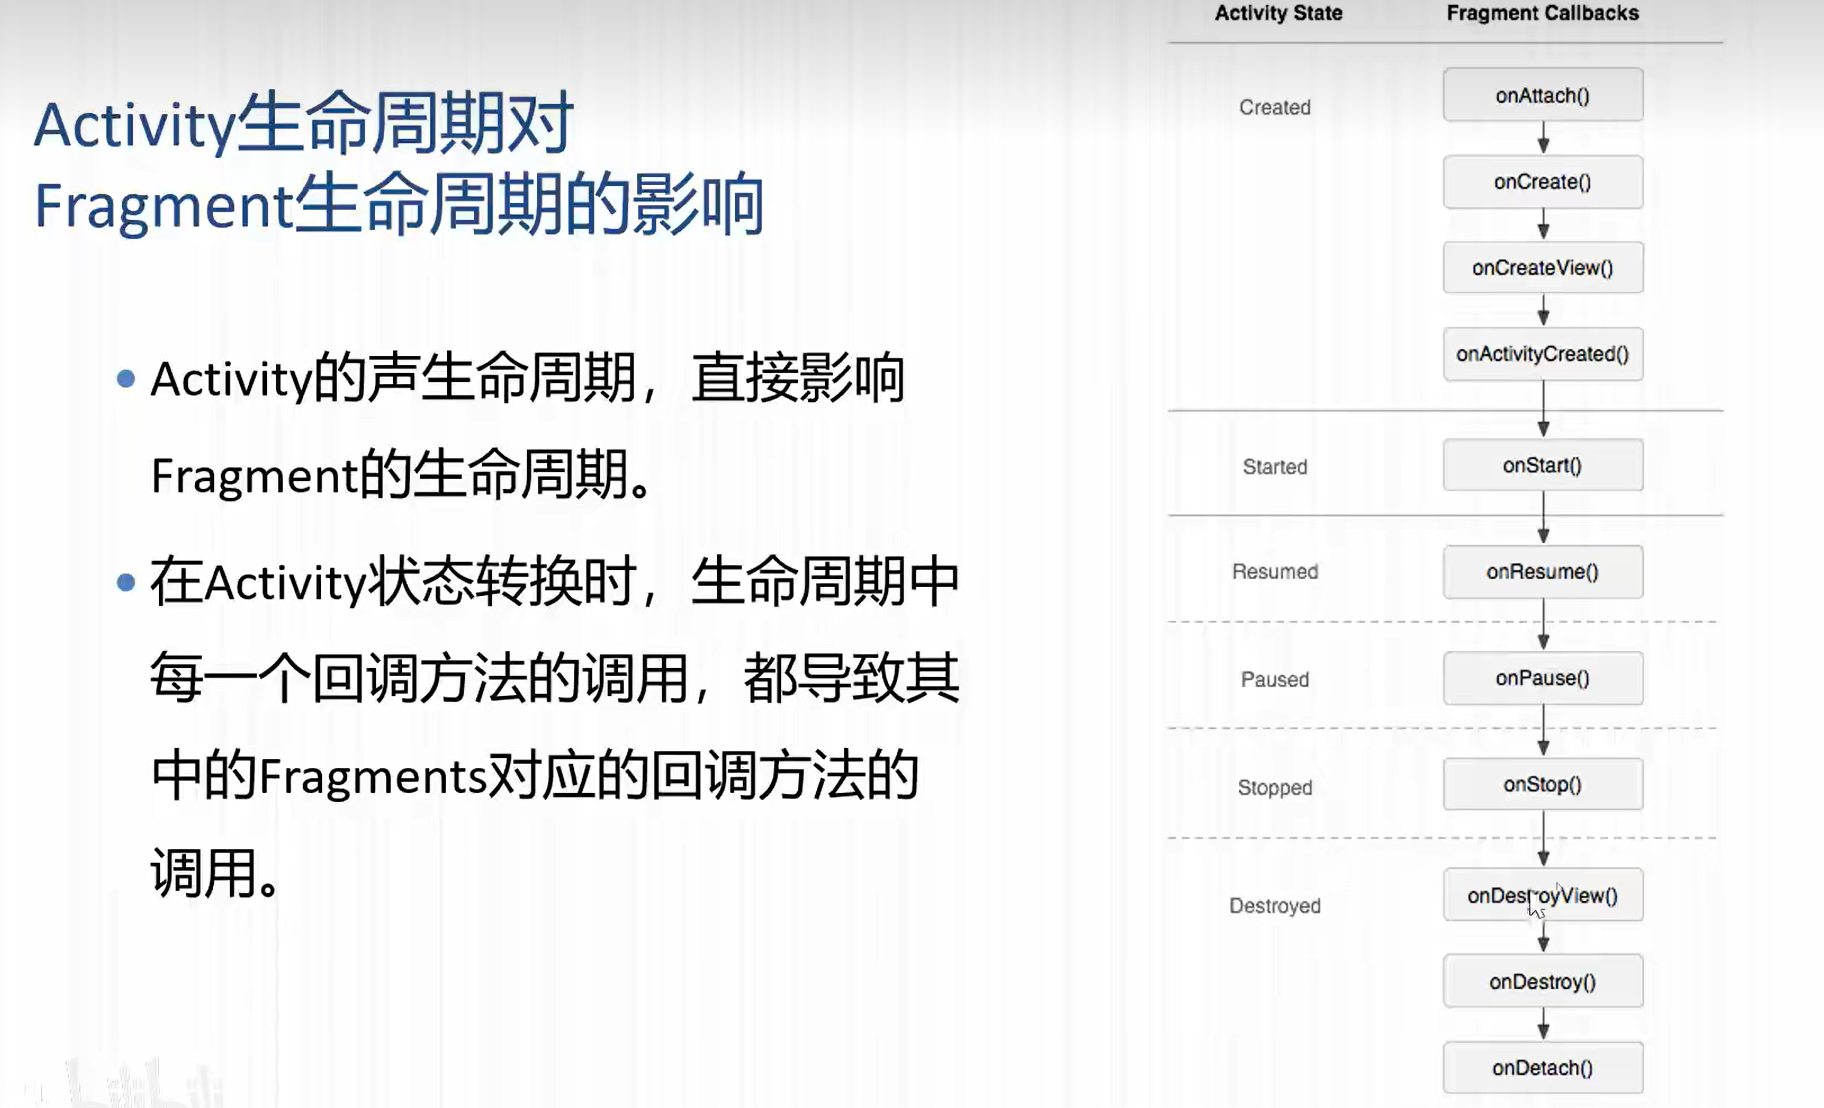 Activity生命周期对
Fragment生命周期的影响
• Activity的声生命周期，直接影响
Fragment的生命周期。
• 在Activity状态转换时，生命周期中
每一个回调方法的调用，都导致其
中的Fragments对应的回调方法的
调用。
Activity State Fragment Callbacks
Created
onAttach()
onCreate()
onCreateView()
onActivityCreated()
Started
onStart()
Resumed
onResume()
Paused
onPause()
Stopped
onStop()
Destroyed
onDestroyView()
onDestroy()
onDetach()